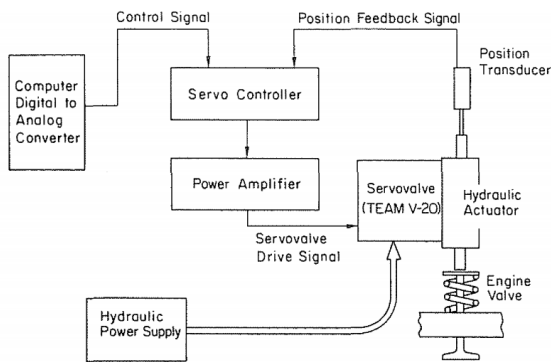 Control Signal
Position Feedback Signal
Position
Transducer
Computer
Digital to
Analog
Converter
Servo Controller
Power Amplifier
Servovalve
(TEAM V-20)
Hydraulic
Actuator
Servovalve
Drive Signal
Engine
Valve
Hydraulic
Power Supply